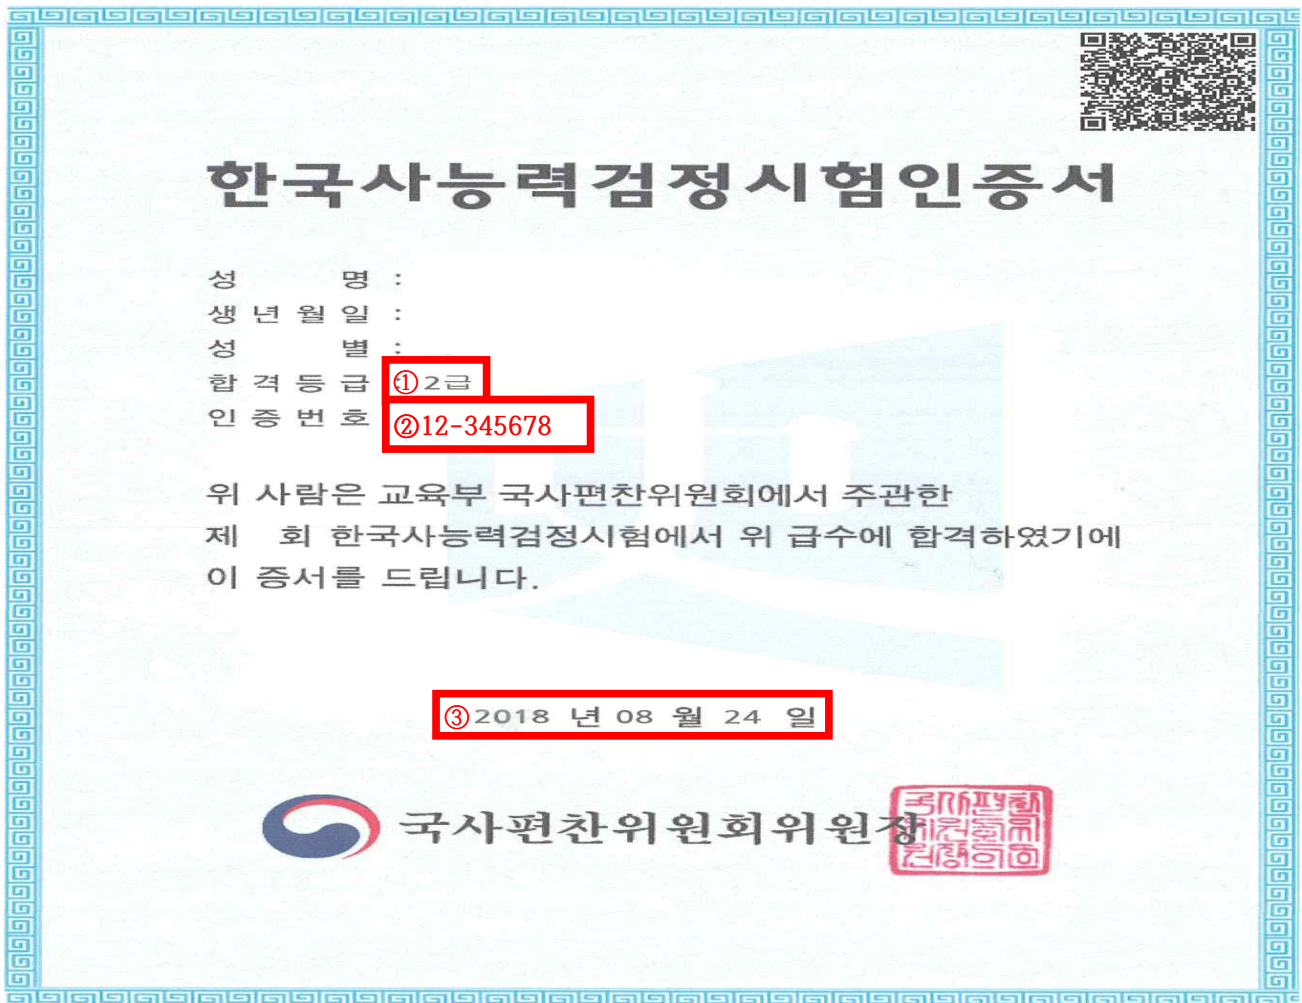 한국사능력검정시험인증서
성 명 :
생 년 월 일 :
성 별 :
합 격 등 급 : ① 2급
인 증 번 호 ②12-345678
위 사람은 교육부 국사편찬위원회에서 주관한
제 회 한국사능력검정시험에서 위 급수에 합격하였기에
이 증서를 드립니다.
③ 2018 년 08 월 24 일
국사편찬위원회위원장